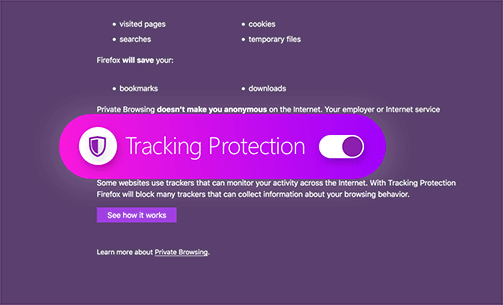 • visited pages • cookies
• searches • temporary files
Firefox will save your:
• bookmarks • downloads
Private Browsing doesn't make you anonymous on the Internet. Your employer or Internet service
Tracking Protection
Some websites use trackers that can monitor your activity across the Internet. With Tracking Protection
Firefox will block many trackers that can collect information about your browsing behavior.
See how it works
Learn more about Private Browsing.